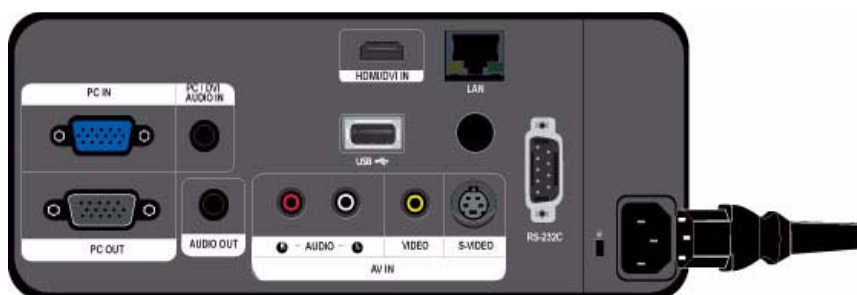 HDMI/DVI IN
LAN
PC IN
PC / DVI
AUDIO IN
USB
RS-232C
PC OUT
AUDIO OUT
R - AUDIO - L
VIDEO
S-VIDEO
AV IN